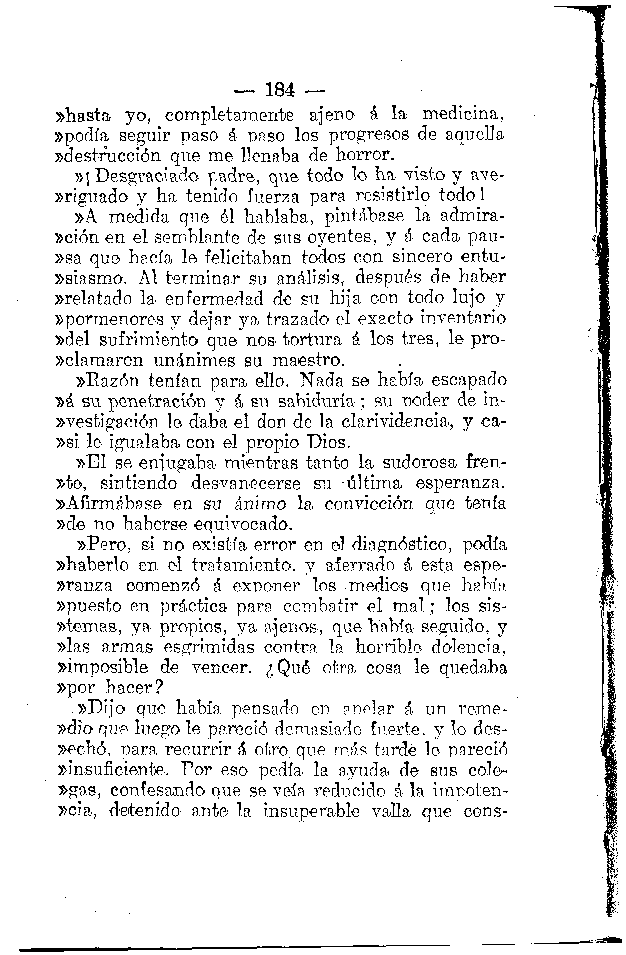 — 184 —
»hasta yo, completamente ajeno á la medicina,
»podía seguir paso á paso los progresos de aquella
»destrucción que me llenaba de horror.
»¡Desgraciado padre, que todo lo ha visto y ave-
»riguado y ha tenido fuerza para resistirlo todo!
»A medida que él hablaba, pintábase la admira-
»ción en el semblante de sus oyentes, y á cada pau-
»sa que hacía le felicitaban todos con sincero entu-
»siasmo. Al terminar su análisis, después de haber
»relatado la enfermedad de su hija con todo lujo y
»pormenores y dejar ya trazado el exacto inventario
»del sufrimiento que nos tortura á los tres, le pro-
»clamaron unánimes su maestro.
»Razón tenían para ello. Nada se había escapado
»á su penetración y á su sabiduría; su poder de in-
»vestigación le daba el don de la clarividencia, y ca-
»si le igualaba con el propio Dios.
»El se enjugaba mientras tanto la sudorosa fren-
»te, sintiendo desvanecerse su última esperanza.
»Afirmábase en su ánimo la convicción que tenía
»de no haberse equivocado.
»Pero, si no existía error en el diagnóstico, podía
»haberlo en el tratamiento, y aferrado á esta espe-
»ranza comenzó á exponer los medios que había
»puesto en práctica para combatir el mal; los sis-
»temas, ya propios, ya ajenos, que había seguido, y
»las armas esgrimidas contra la horrible dolencia,
»imposible de vencer. ¿Qué otra cosa le quedaba
»por hacer?
»Dijo que había pensado en apelar á un reme-
»dio que luego le pareció demasiado fuerte, y lo des-
»echó, para recurrir á otro que más tarde le pareció
»insuficiente. Por eso pedía la ayuda de sus cole-
»gas, confesando que se veía reducido á la impoten-
»cia, detenido ante la insuperable valla que cons-